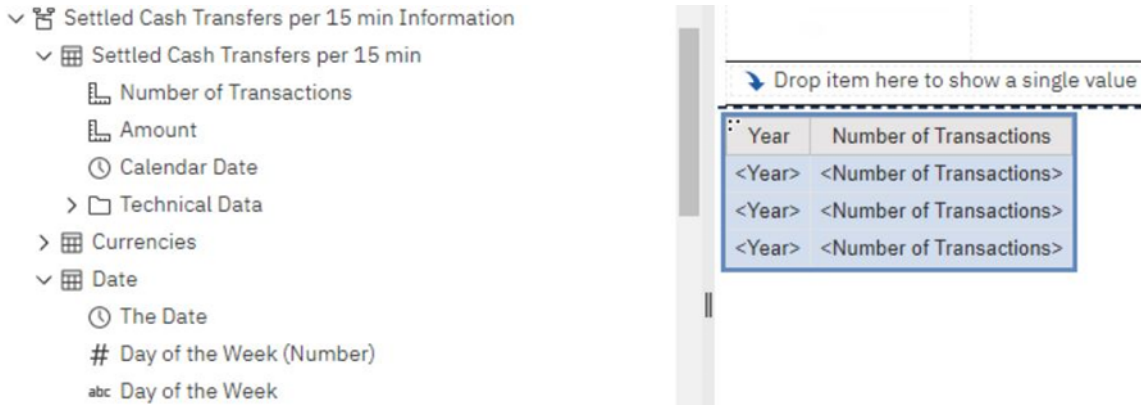 Settled Cash Transfers per 15 min Information
Settled Cash Transfers per 15 min
Number of Transactions
Amount
Calendar Date
Technical Data
Currencies
Date
The Date
# Day of the Week (Number)
abc Day of the Week
Drop item here to show a single value
Year Number of Transactions
<Year> <Number of Transactions>
<Year> <Number of Transactions>
<Year> <Number of Transactions>